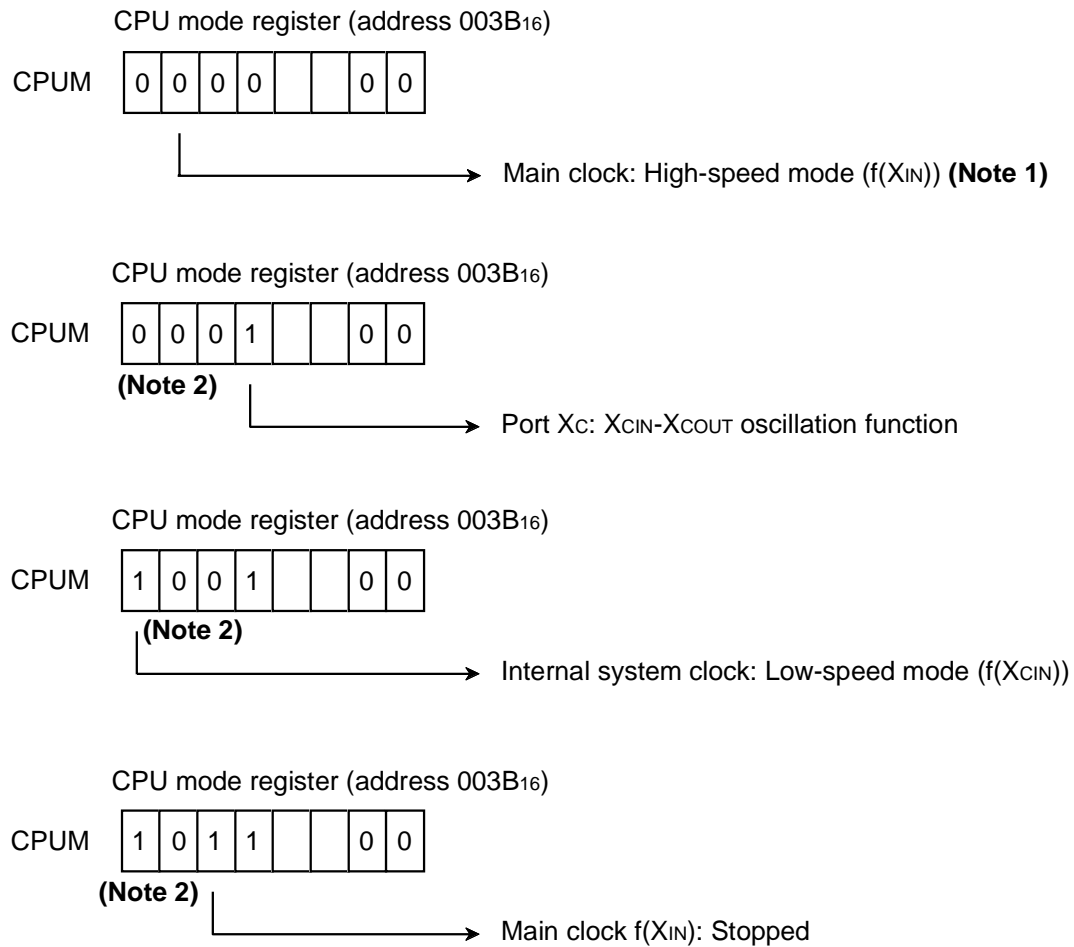 CPU mode register (address 003B16)
CPUM 0 0 0 0 0 0
Main clock: High-speed mode (f(XIN)) (Note 1)
CPU mode register (address 003B16)
CPUM 0 0 0 1 0 0
(Note 2)
Port XC: XCIN-XCOUT oscillation function
CPU mode register (address 003B16)
CPUM 1 0 0 1 0 0
(Note 2)
Internal system clock: Low-speed mode (f(XCIN))
CPU mode register (address 003B16)
CPUM 1 0 1 1 0 0
(Note 2)
Main clock f(XIN): Stopped